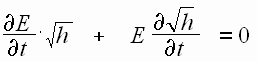 ∂E/∂t · √h + E ∂√h/∂t = 0